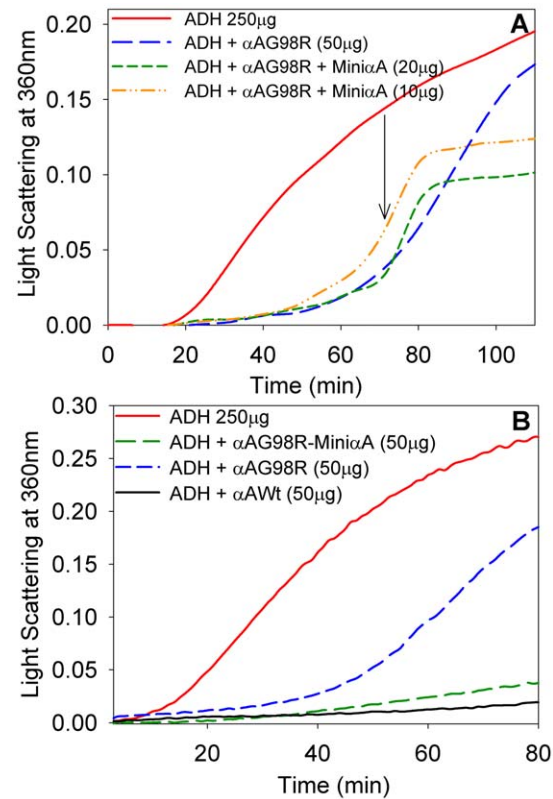 A
ADH 250µg
ADH + αAG98R (50µg)
ADH + αAG98R + MiniαA (20µg)
ADH + αAG98R + MiniαA (10µg)
Light Scattering at 360nm
0.20
0.15
0.10
0.05
0.00
0 20 40 60 80 100
Time (min)
B
ADH 250µg
ADH + αAG98R-MiniαA (50µg)
ADH + αAG98R (50µg)
ADH + αAWt (50µg)
Light Scattering at 360nm
0.30
0.25
0.20
0.15
0.10
0.05
0.00
20 40 60 80
Time (min)